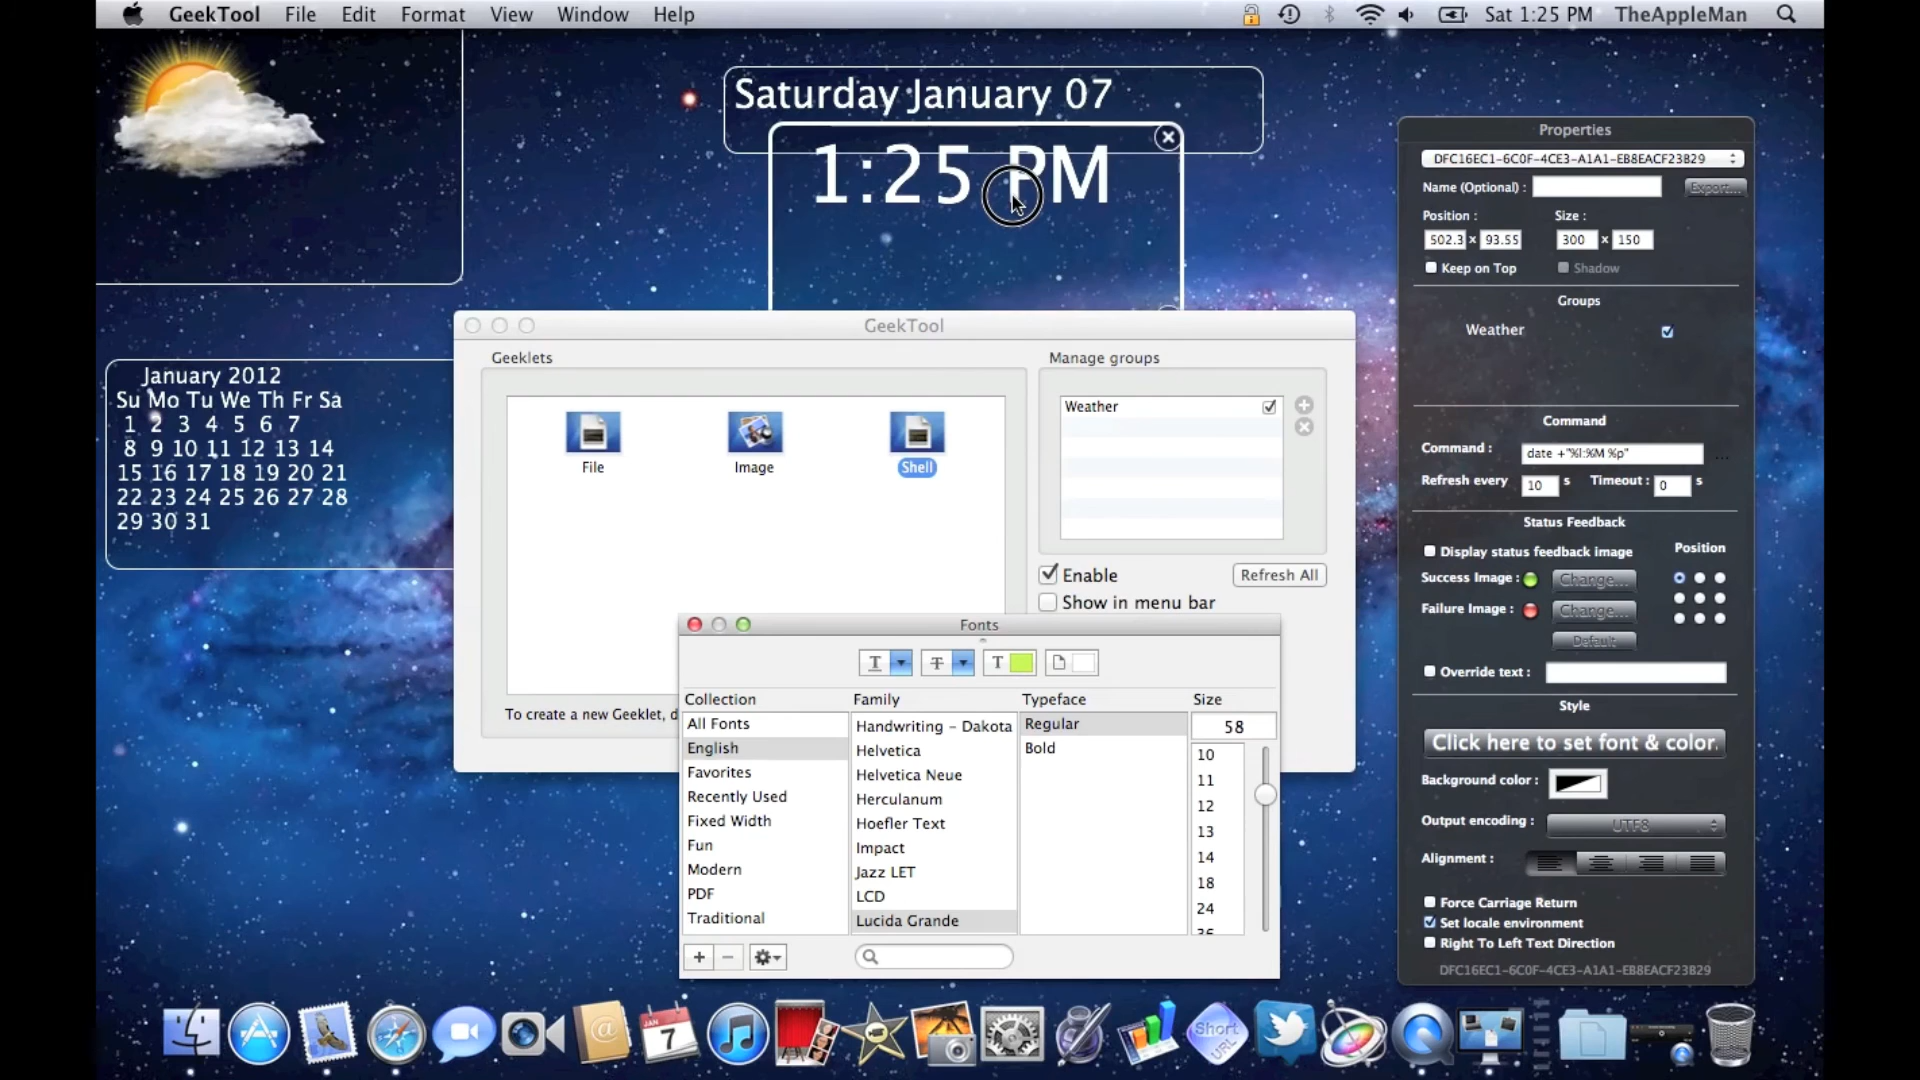 GeekTool File Edit Format View Window Help
Sat 1:25 PM TheAppleMan
Saturday January 07
1:25 PM
January 2012
Su Mo Tu We Th Fr Sa
1 2 3 4 5 6 7
8 9 10 11 12 13 14
15 16 17 18 19 20 21
22 23 24 25 26 27 28
29 30 31
GeekTool
Geeklets
File
Image
Shell
To create a new Geeklet, d
Manage groups
Weather
Enable
Refresh All
Show in menu bar
Fonts
T T T
Collection Family Typeface Size
All Fonts
English
Favorites
Recently Used
Fixed Width
Fun
Modern
PDF
Traditional
Handwriting - Dakota
Helvetica
Helvetica Neue
Herculanum
Hoefler Text
Impact
Jazz LET
LCD
Lucida Grande
Regular
Bold
58
10
11
12
13
14
18
24
36
Properties
DFC16EC1-6C0F-4CE3-A1A1-EB8EACF23B29
Name (Optional) : Export...
Position : Size :
502.3 x 93.55 300 x 150
Keep on Top Shadow
Groups
Weather
Command
Command : date +"%l:%M %p" ...
Refresh every 10 s Timeout : 0 s
Status Feedback
Display status feedback image Position
Success Image : Change...
Failure Image : Change...
Default
Override text :
Style
Click here to set font & color.
Background color :
Output encoding : UTF8
Alignment :
Force Carriage Return
Set locale environment
Right To Left Text Direction
DFC16EC1-6C0F-4CE3-A1A1-EB8EACF23B29
@
JAN
7
Short
URL